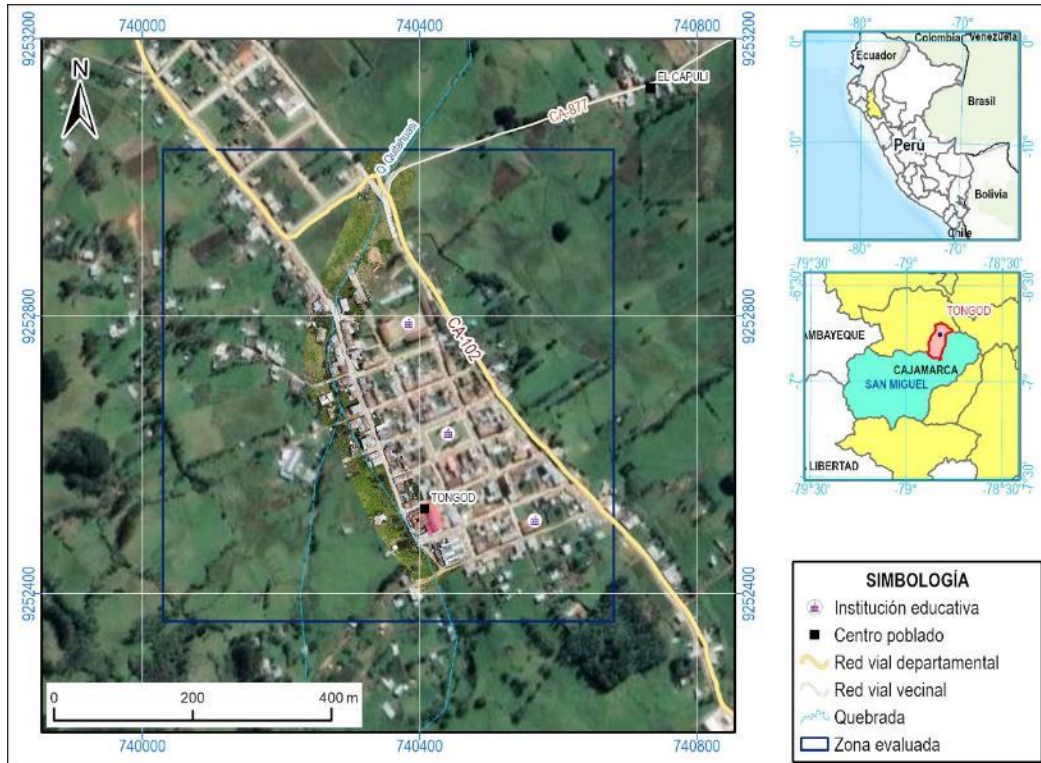 740000
740400
740800
9253200
9253200
N
EL CAPULI
CA-877
Q. Quitahuasi
9252800
9252800
CA-102
TONGOD
9252400
9252400
0 200 400 m
740000
740400
740800
-80°
-70°
0°
0°
Colombia
Venezuela
Ecuador
Brasil
Perú
-10°
-10°
Bolivia
Chile
-80°
-70°
-79°30'
-79°
-78°30'
-6°30'
-6°30'
TONGOD
AMBAYEQUE
CAJAMARCA
SAN MIGUEL
-7°
-7°
A LIBERTAD
-7°30'
-7°30'
-79°30'
-79°
-78°30'
SIMBOLOGÍA
Institución educativa
Centro poblado
Red vial departamental
Red vial vecinal
Quebrada
Zona evaluada